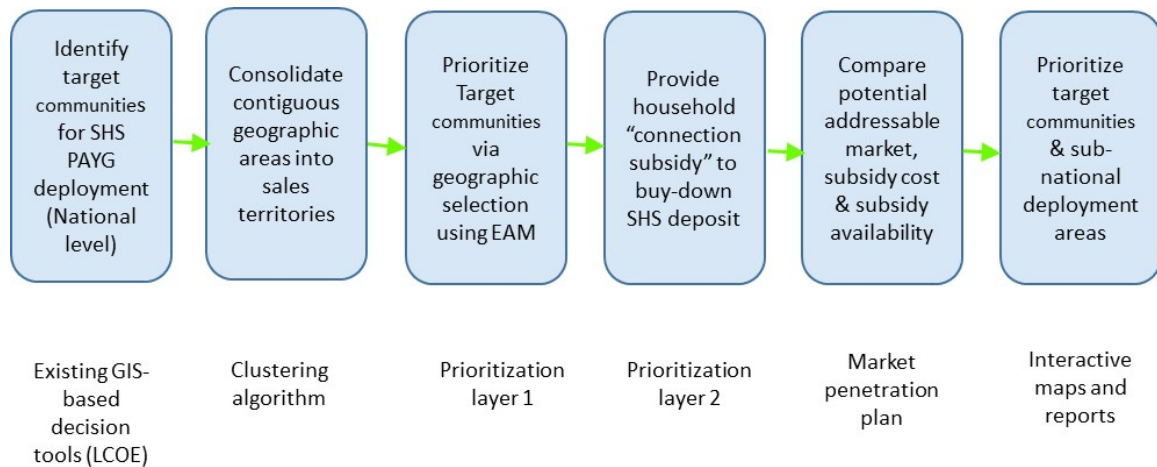 Identify
target
communities
for SHS
PAYG
deployment
(National
level)
Consolidate
contiguous
geographic
areas into
sales
territories
Prioritize
Target
communities
via
geographic
selection
using EAM
Provide
household
“connection
subsidy” to
buy-down
SHS deposit
Compare
potential
addressable
market,
subsidy cost
& subsidy
availability
Prioritize
target
communities
& sub-
national
deployment
areas
Existing GIS-
based
decision
tools (LCOE)
Clustering
algorithm
Prioritization
layer 1
Prioritization
layer 2
Market
penetration
plan
Interactive
maps and
reports